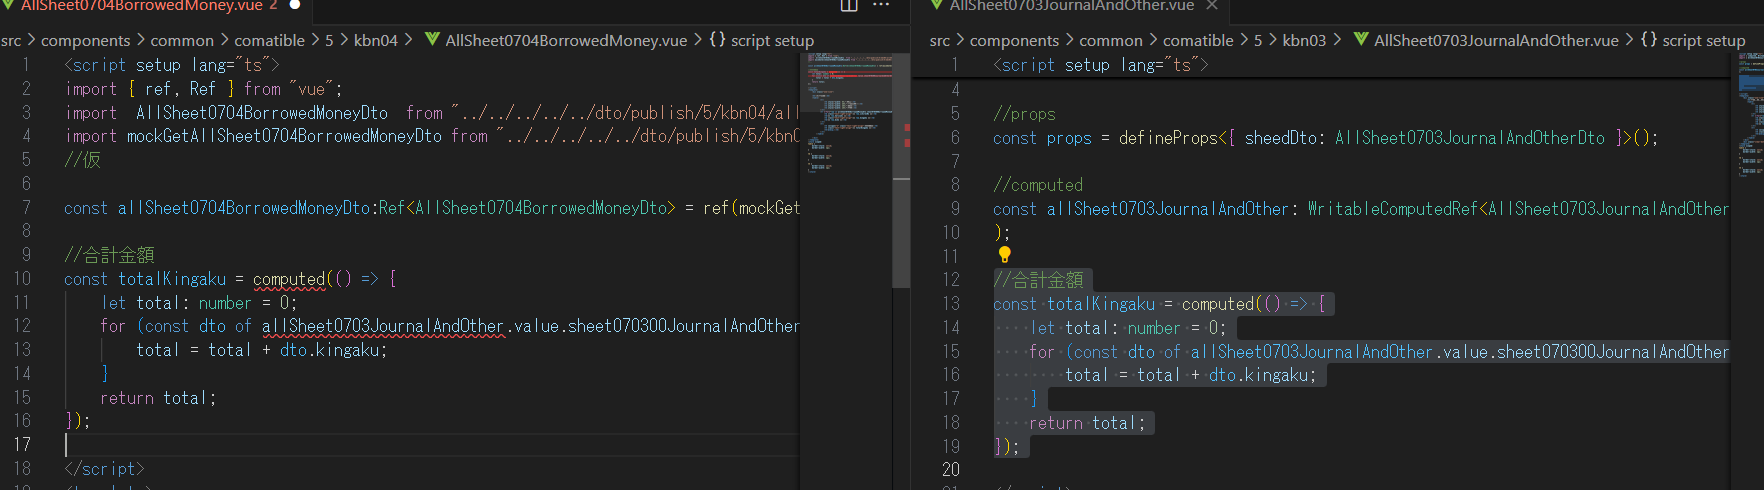 AllSheet0704BorrowedMoney.vue 2
src > components > common > comatible > 5 > kbn04 > AllSheet0704BorrowedMoney.vue > {} script setup
1 <script setup lang="ts">
2 import { ref, Ref } from "vue";
3 import  AllSheet0704BorrowedMoneyDto  from "../../../../../dto/publish/5/kbn04/all
4 import mockGetAllSheet0704BorrowedMoneyDto from "../../../../../dto/publish/5/kbn0
5 //仮
6
7 const allSheet0704BorrowedMoneyDto:Ref<AllSheet0704BorrowedMoneyDto> = ref(mockGet
8
9 //合計金額
10 const totalKingaku = computed(() => {
11     let total: number = 0;
12     for (const dto of allSheet0703JournalAndOther.value.sheet070300JournalAndOther
13         total = total + dto.kingaku;
14     }
15     return total;
16 });
17
18 </script>
AllSheet0703JournalAndOther.vue
src > components > common > comatible > 5 > kbn03 > AllSheet0703JournalAndOther.vue > {} script setup
1 <script setup lang="ts">
4
5 //props
6 const props = defineProps<{ sheedDto: AllSheet0703JournalAndOtherDto }>();
7
8 //computed
9 const allSheet0703JournalAndOther: WritableComputedRef<AllSheet0703JournalAndOther
10 );
11
12 //合計金額
13 const totalKingaku = computed(() => {
14     let total: number = 0;
15     for (const dto of allSheet0703JournalAndOther.value.sheet070300JournalAndOther
16         total = total + dto.kingaku;
17     }
18     return total;
19 });
20